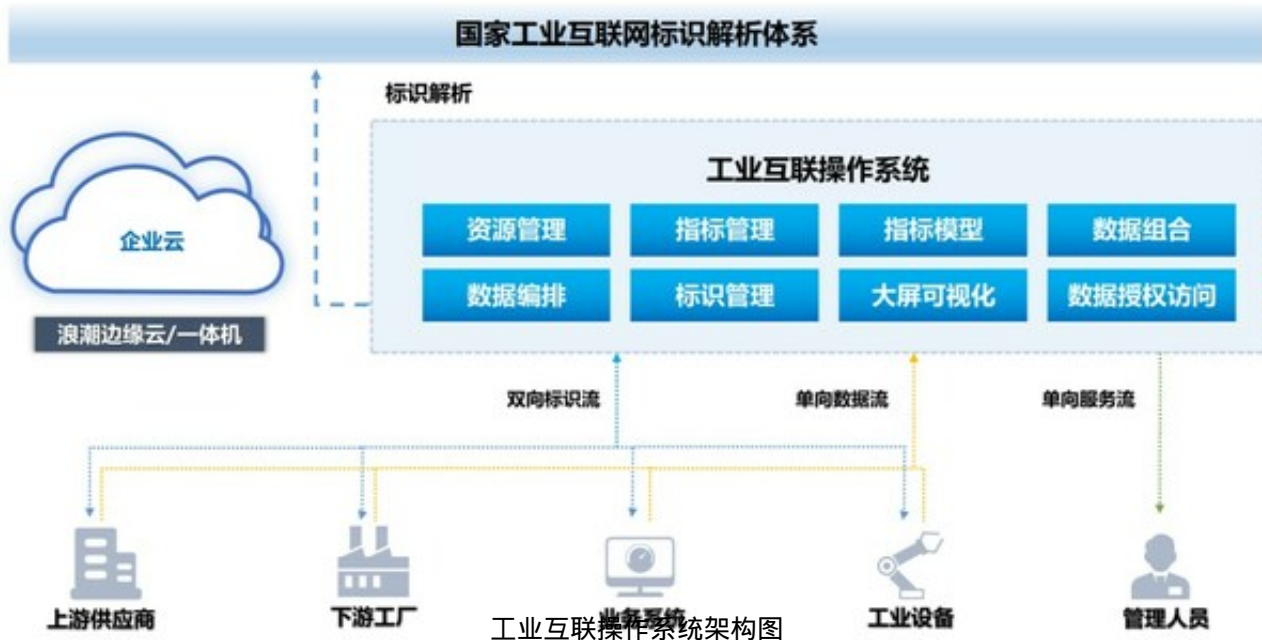 国家工业互联网标识解析体系
标识解析
工业互联操作系统
资源管理 指标管理 指标模型 数据组合
企业云
数据编排 标识管理 大屏可视化 数据授权访问
浪潮边缘云/一体机
双向标识流 单向数据流 单向服务流
上游供应商 下游工厂 业务系统 工业设备 管理人员
工业互联操作系统架构图